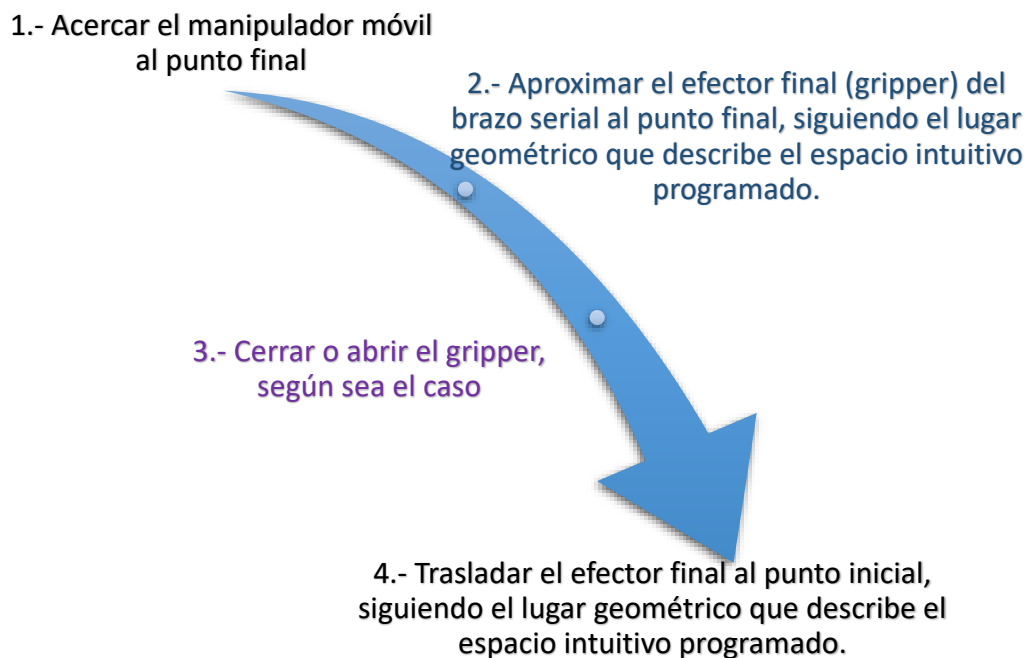 1.- Acercar el manipulador móvil
al punto final
2.- Aproximar el efector final (gripper) del
brazo serial al punto final, siguiendo el lugar
geométrico que describe el espacio intuitivo
programado.
3.- Cerrar o abrir el gripper,
según sea el caso
4.- Trasladar el efector final al punto inicial,
siguiendo el lugar geométrico que describe el
espacio intuitivo programado.